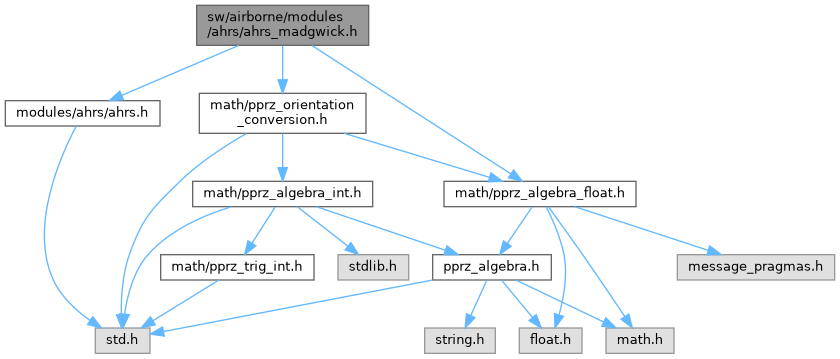 sw/airborne/modules
/ahrs/ahrs_madgwick.h
modules/ahrs/ahrs.h
math/pprz_orientation
_conversion.h
math/pprz_algebra_int.h
math/pprz_algebra_float.h
math/pprz_trig_int.h
stdlib.h
pprz_algebra.h
message_pragmas.h
std.h
string.h
float.h
math.h